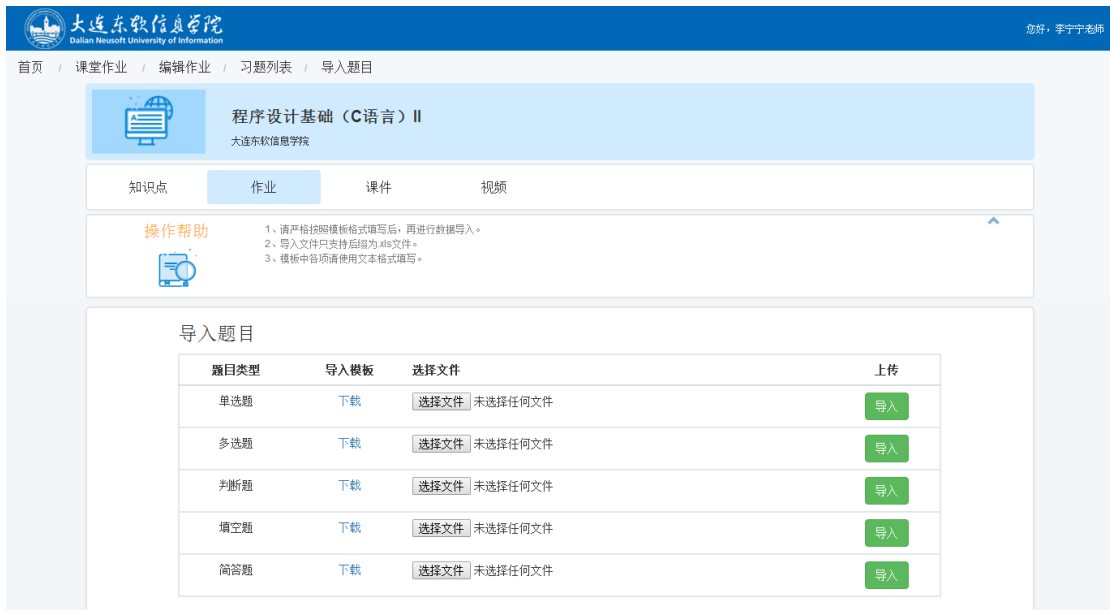 大连东软信息学院
Dalian Neusoft University of Information
您好，李宁宁老师
首页 / 课堂作业 / 编辑作业 / 习题列表 / 导入题目
程序设计基础（C语言）II
大连东软信息学院
知识点 作业 课件 视频
操作帮助
1、请严格按照模板格式填写后，再进行数据导入。
2、导入文件只支持后缀为.xls文件。
3、模板中各项请使用文本格式填写。
导入题目
题目类型 导入模板 选择文件 上传
单选题 下载 选择文件 未选择任何文件 导入
多选题 下载 选择文件 未选择任何文件 导入
判断题 下载 选择文件 未选择任何文件 导入
填空题 下载 选择文件 未选择任何文件 导入
简答题 下载 选择文件 未选择任何文件 导入